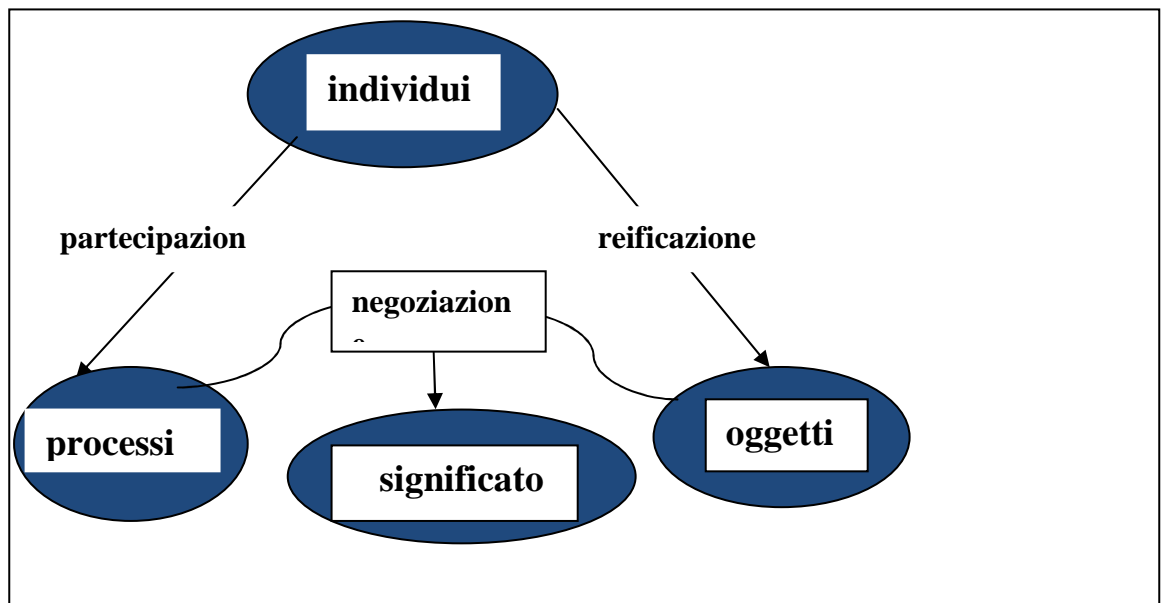 individui
partecipazion
reificazione
negoziazion
processi
oggetti
significato